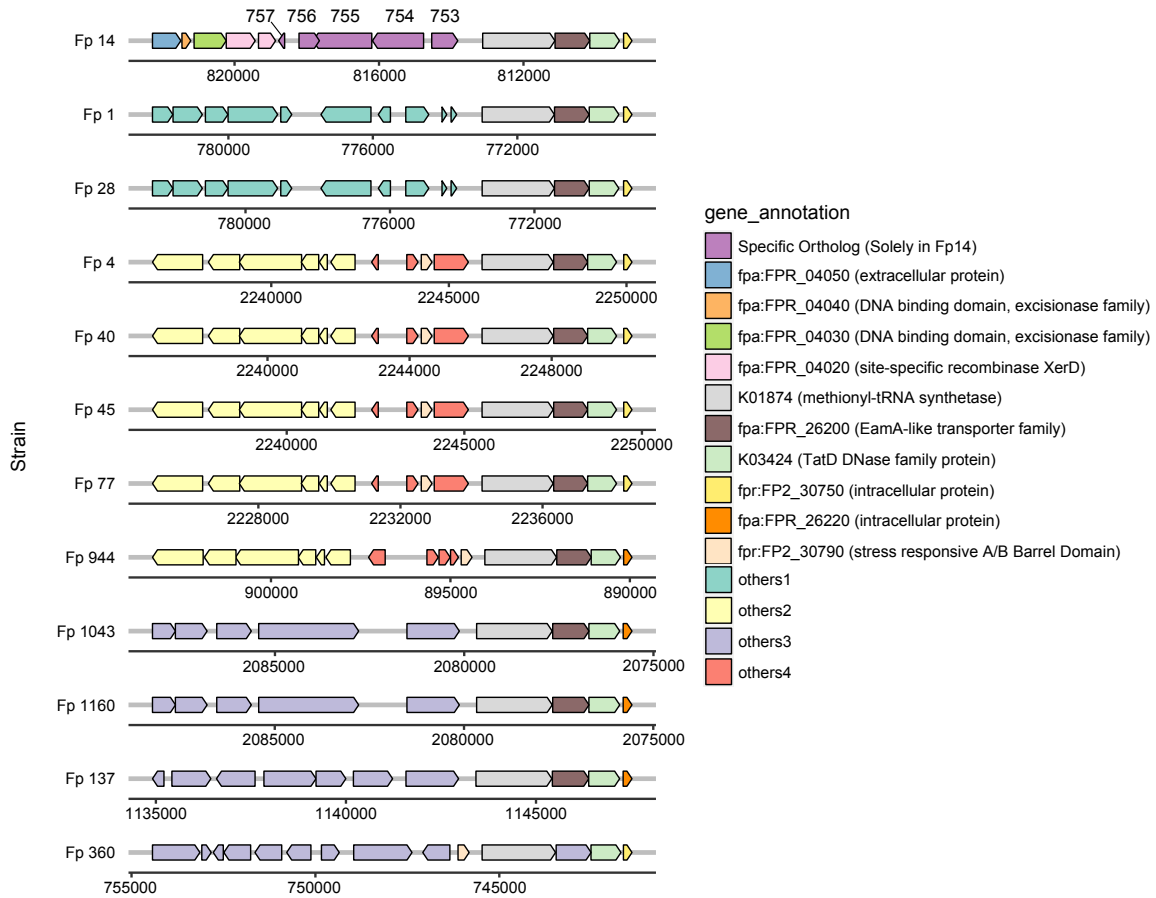 757 756 755 754 753
Fp 14
820000 816000 812000
Fp 1
780000 776000 772000
Fp 28
780000 776000 772000
Fp 4
2240000 2245000 2250000
Fp 40
2240000 2244000 2248000
Fp 45
2240000 2245000 2250000
Fp 77
2228000 2232000 2236000
Fp 944
900000 895000 890000
Fp 1043
2085000 2080000 2075000
Fp 1160
2085000 2080000 2075000
Fp 137
1135000 1140000 1145000
Fp 360
755000 750000 745000
Strain
gene_annotation
Specific Ortholog (Solely in Fp14)
fpa:FPR_04050 (extracellular protein)
fpa:FPR_04040 (DNA binding domain, excisionase family)
fpa:FPR_04030 (DNA binding domain, excisionase family)
fpa:FPR_04020 (site-specific recombinase XerD)
K01874 (methionyl-tRNA synthetase)
fpa:FPR_26200 (EamA-like transporter family)
K03424 (TatD DNase family protein)
fpr:FP2_30750 (intracellular protein)
fpa:FPR_26220 (intracellular protein)
fpr:FP2_30790 (stress responsive A/B Barrel Domain)
others1
others2
others3
others4